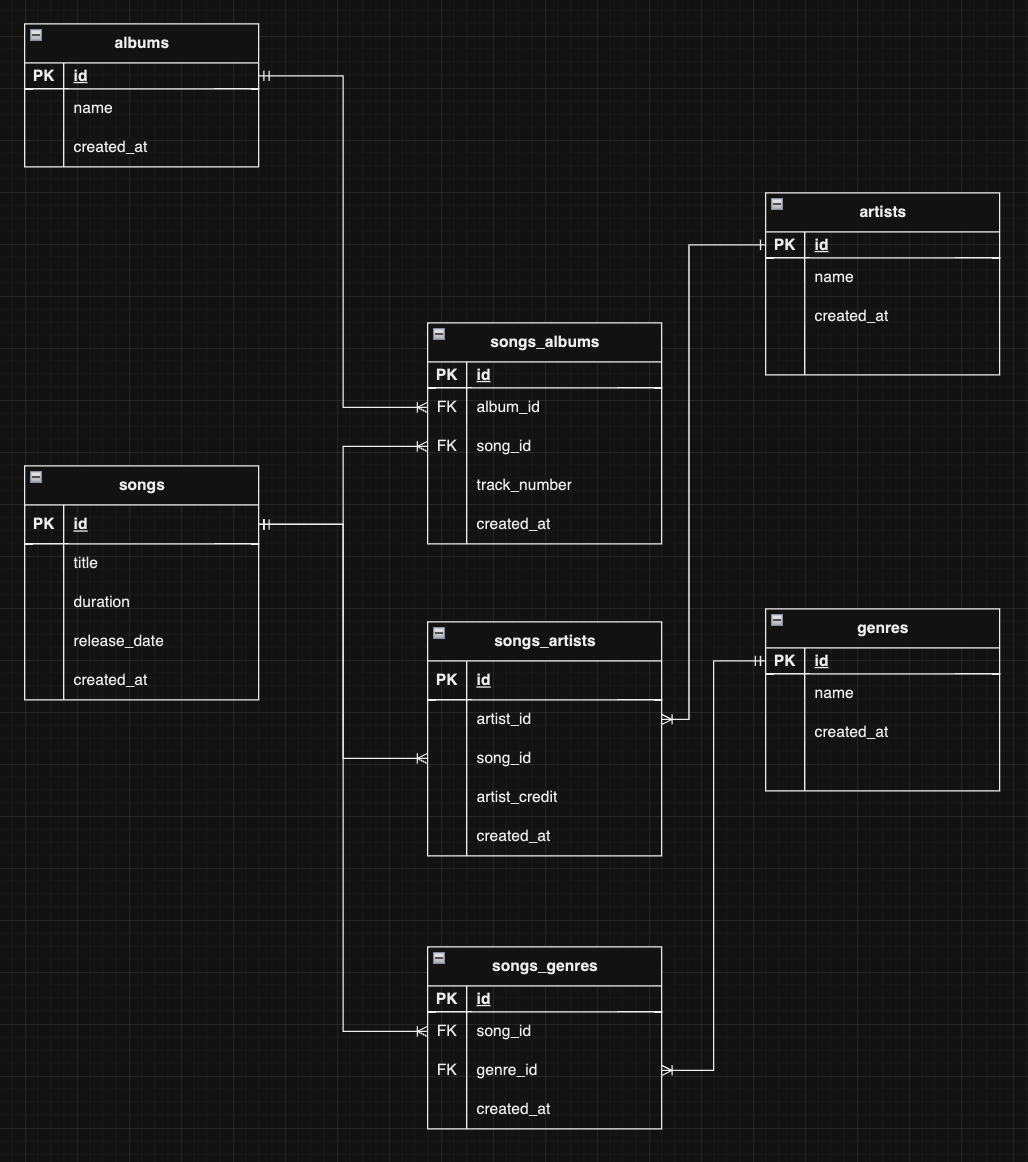 albums
PK id
name
created_at
artists
PK id
name
created_at
songs_albums
PK id
FK album_id
FK song_id
track_number
created_at
songs
PK id
title
duration
release_date
created_at
songs_artists
PK id
artist_id
song_id
artist_credit
created_at
genres
PK id
name
created_at
songs_genres
PK id
FK song_id
FK genre_id
created_at